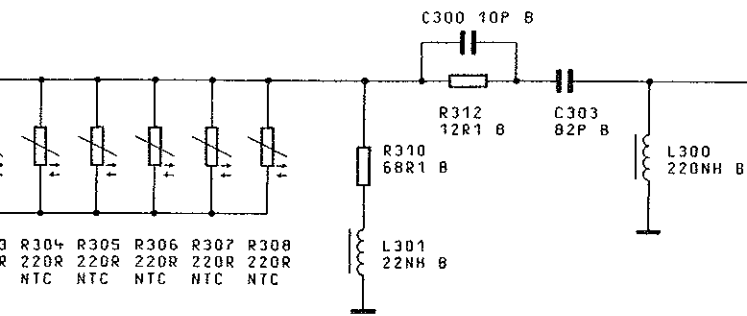 C300 10P B
R312
12R1 B
C303
82P B
R310
68R1 B
L300
220NH B
L301
22NH B
3 R304 R305 R306 R307 R308
R 220R 220R 220R 220R 220R
NTC NTC NTC NTC NTC